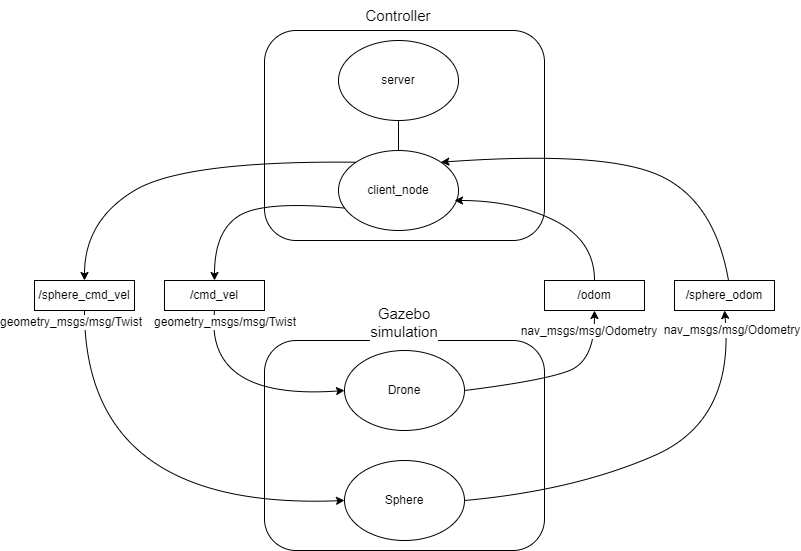 Controller
server
client_node
/sphere_cmd_vel
/cmd_vel
/odom
/sphere_odom
geometry_msgs/msg/Twist
geometry_msgs/msg/Twist
nav_msgs/msg/Odometry
nav_msgs/msg/Odometry
Gazebo
simulation
Drone
Sphere